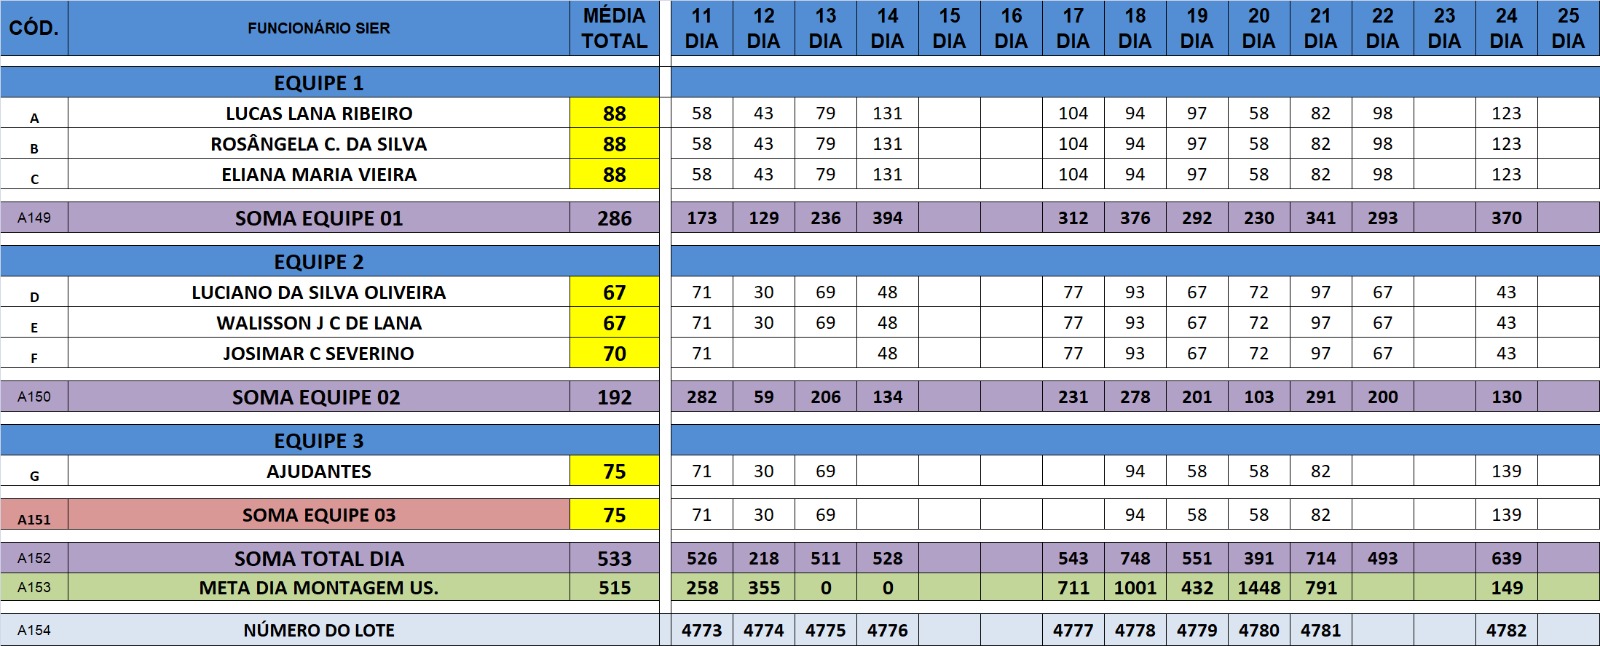 CÓD. FUNCIONÁRIO SIER MÉDIA TOTAL 11 DIA 12 DIA 13 DIA 14 DIA 15 DIA 16 DIA 17 DIA 18 DIA 19 DIA 20 DIA 21 DIA 22 DIA 23 DIA 24 DIA 25 DIA
EQUIPE 1
A LUCAS LANA RIBEIRO 88 58 43 79 131 104 94 97 58 82 98 123
B ROSÂNGELA C. DA SILVA 88 58 43 79 131 104 94 97 58 82 98 123
C ELIANA MARIA VIEIRA 88 58 43 79 131 104 94 97 58 82 98 123
A149 SOMA EQUIPE 01 286 173 129 236 394 312 376 292 230 341 293 370
EQUIPE 2
D LUCIANO DA SILVA OLIVEIRA 67 71 30 69 48 77 93 67 72 97 67 43
E WALISSON J C DE LANA 67 71 30 69 48 77 93 67 72 97 67 43
F JOSIMAR C SEVERINO 70 71 48 77 93 67 72 97 67 43
A150 SOMA EQUIPE 02 192 282 59 206 134 231 278 201 103 291 200 130
EQUIPE 3
G AJUDANTES 75 71 30 69 94 58 58 82 139
A151 SOMA EQUIPE 03 75 71 30 69 94 58 58 82 139
A152 SOMA TOTAL DIA 533 526 218 511 528 543 748 551 391 714 493 639
A153 META DIA MONTAGEM US. 515 258 355 0 0 711 1001 432 1448 791 149
A154 NÚMERO DO LOTE 4773 4774 4775 4776 4777 4778 4779 4780 4781 4782